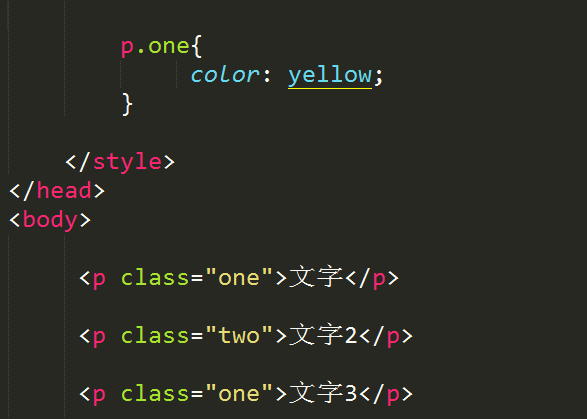 p.one{
color: yellow;
}
</style>
</head>
<body>
<p class="one">文字</p>
<p class="two">文字2</p>
<p class="one">文字3</p>